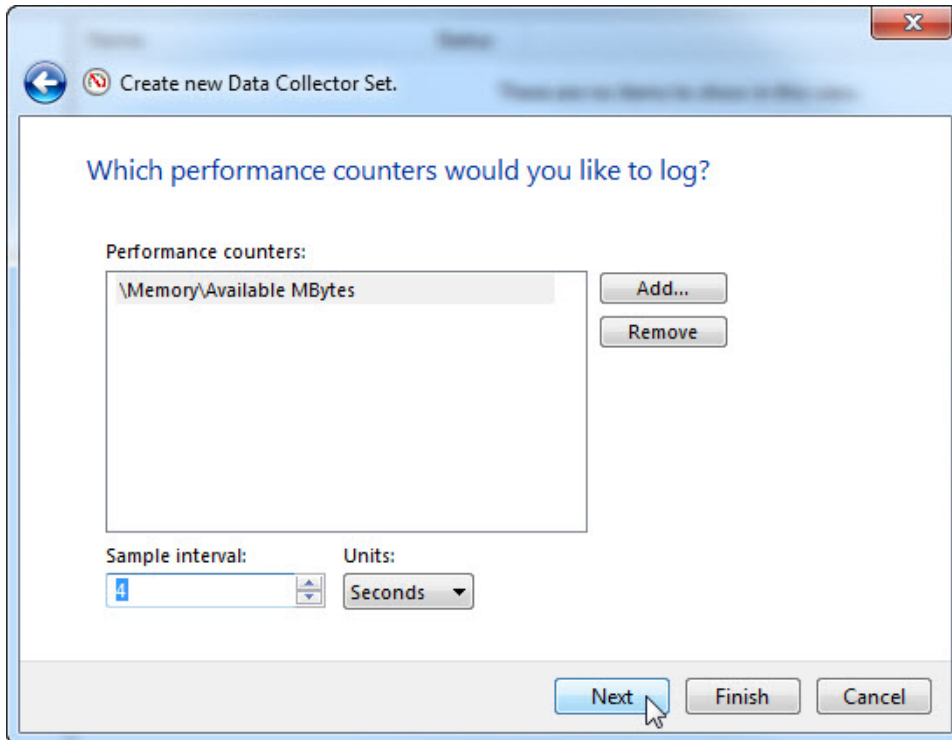 Create new Data Collector Set.
Which performance counters would you like to log?
Performance counters:
\Memory\Available MBytes
Add...
Remove
Sample interval:
Units:
4
Seconds
Next
Finish
Cancel